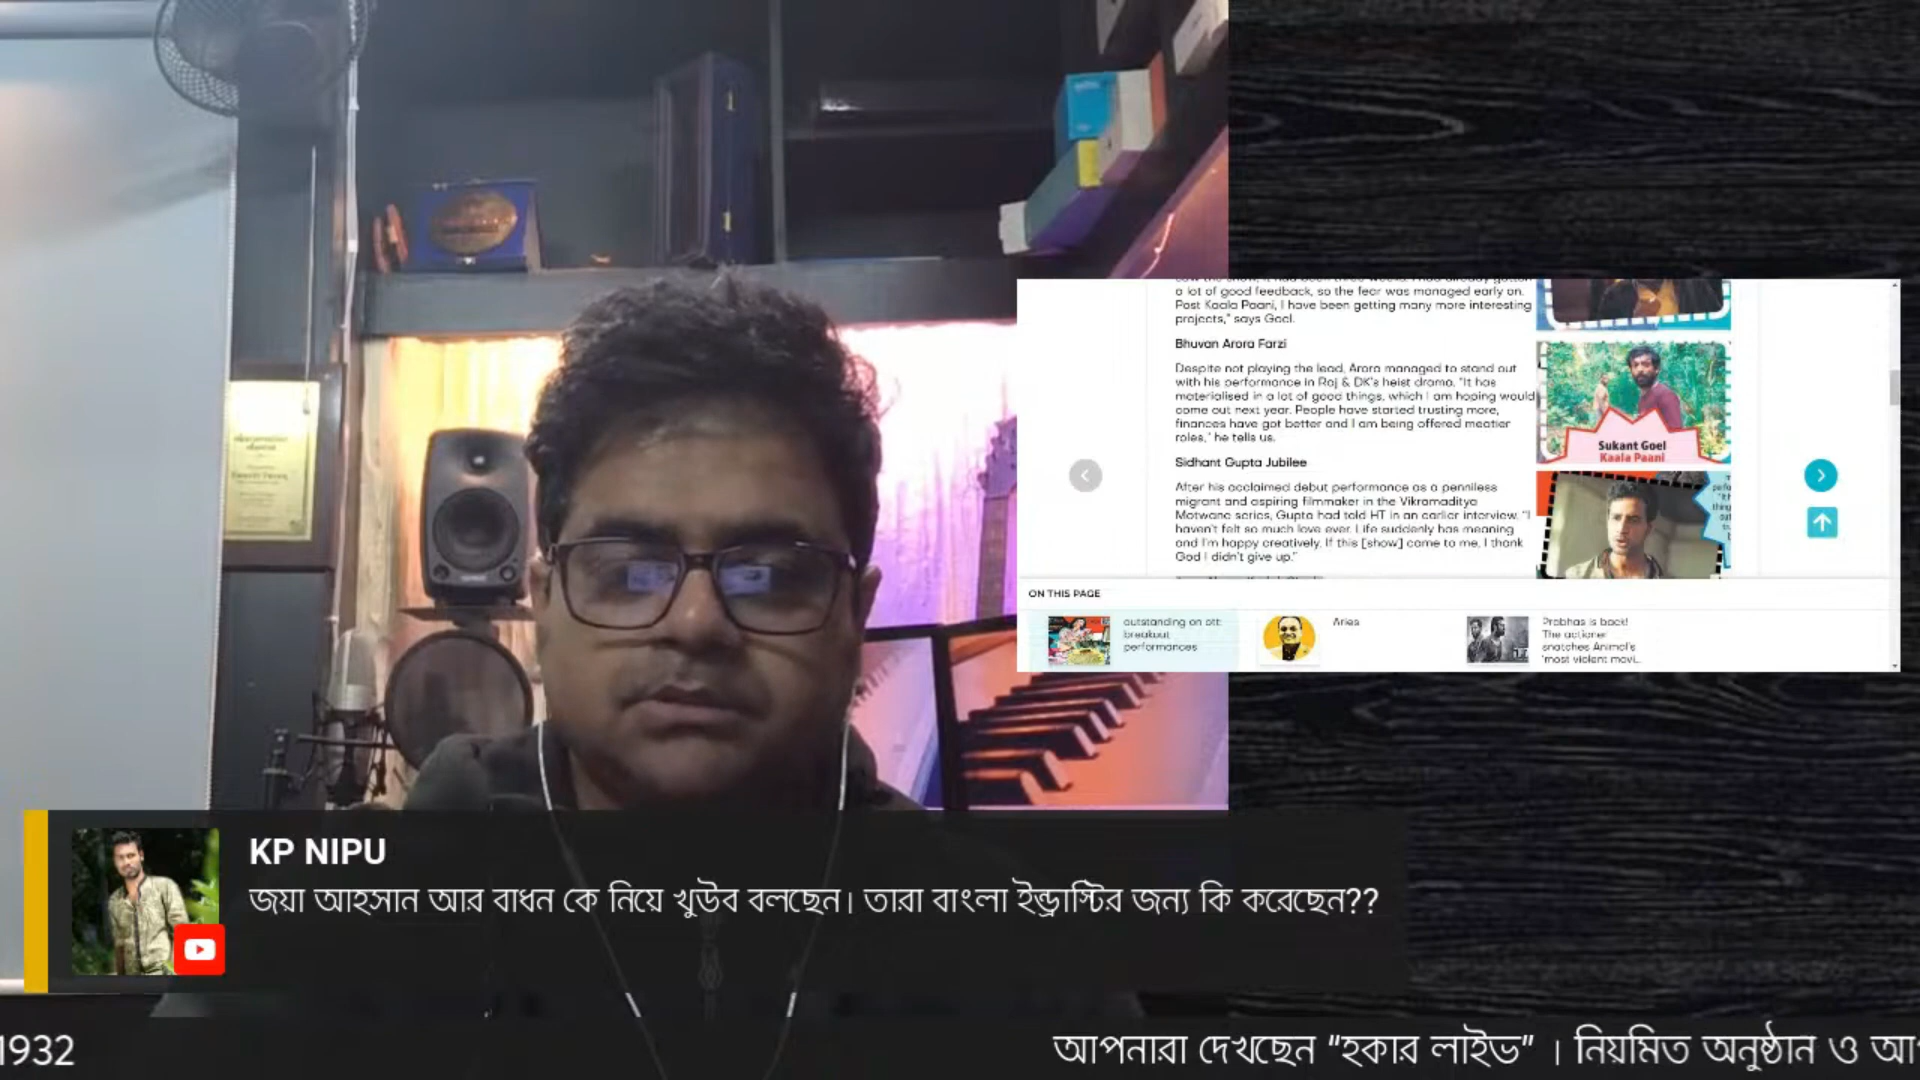 a lot of good feedback, so the fear was managed early on.
Post Kaala Paani, I have been getting many more interesting
projects," says Goel.
Bhuvan Arora Farzi
Despite not playing the lead, Arora managed to stand out
with his performance in Raj & DK's heist drama. "It has
materialised in a lot of good things, which I am hoping would
come out next year. People have started trusting more,
finances have got better and I am being offered meatier
roles," he tells us.
Sidhant Gupta Jubilee
After his acclaimed debut performance as a penniless
migrant and aspiring filmmaker in the Vikramaditya
Motwane series, Gupta had told HT in an earlier interview, "I
haven't felt so much love ever. Life suddenly has meaning
and I'm happy creatively. If this [show] came to me, I thank
God I didn't give up."
Sukant Goel
Kaala Paani
ON THIS PAGE
outstanding on ott:
breakout
performances
Aries
Prabhas is back!
The actioner
snatches Animal's
'most violent movi...
KP NIPU
জয়া আহসান আর বাধন কে নিয়ে খুউব বলছেন। তারা বাংলা ইন্ড্রাস্টির জন্য কি করেছেন??
1932
আপনারা দেখছেন "হকার লাইভ" । নিয়মিত অনুষ্ঠান ও আ